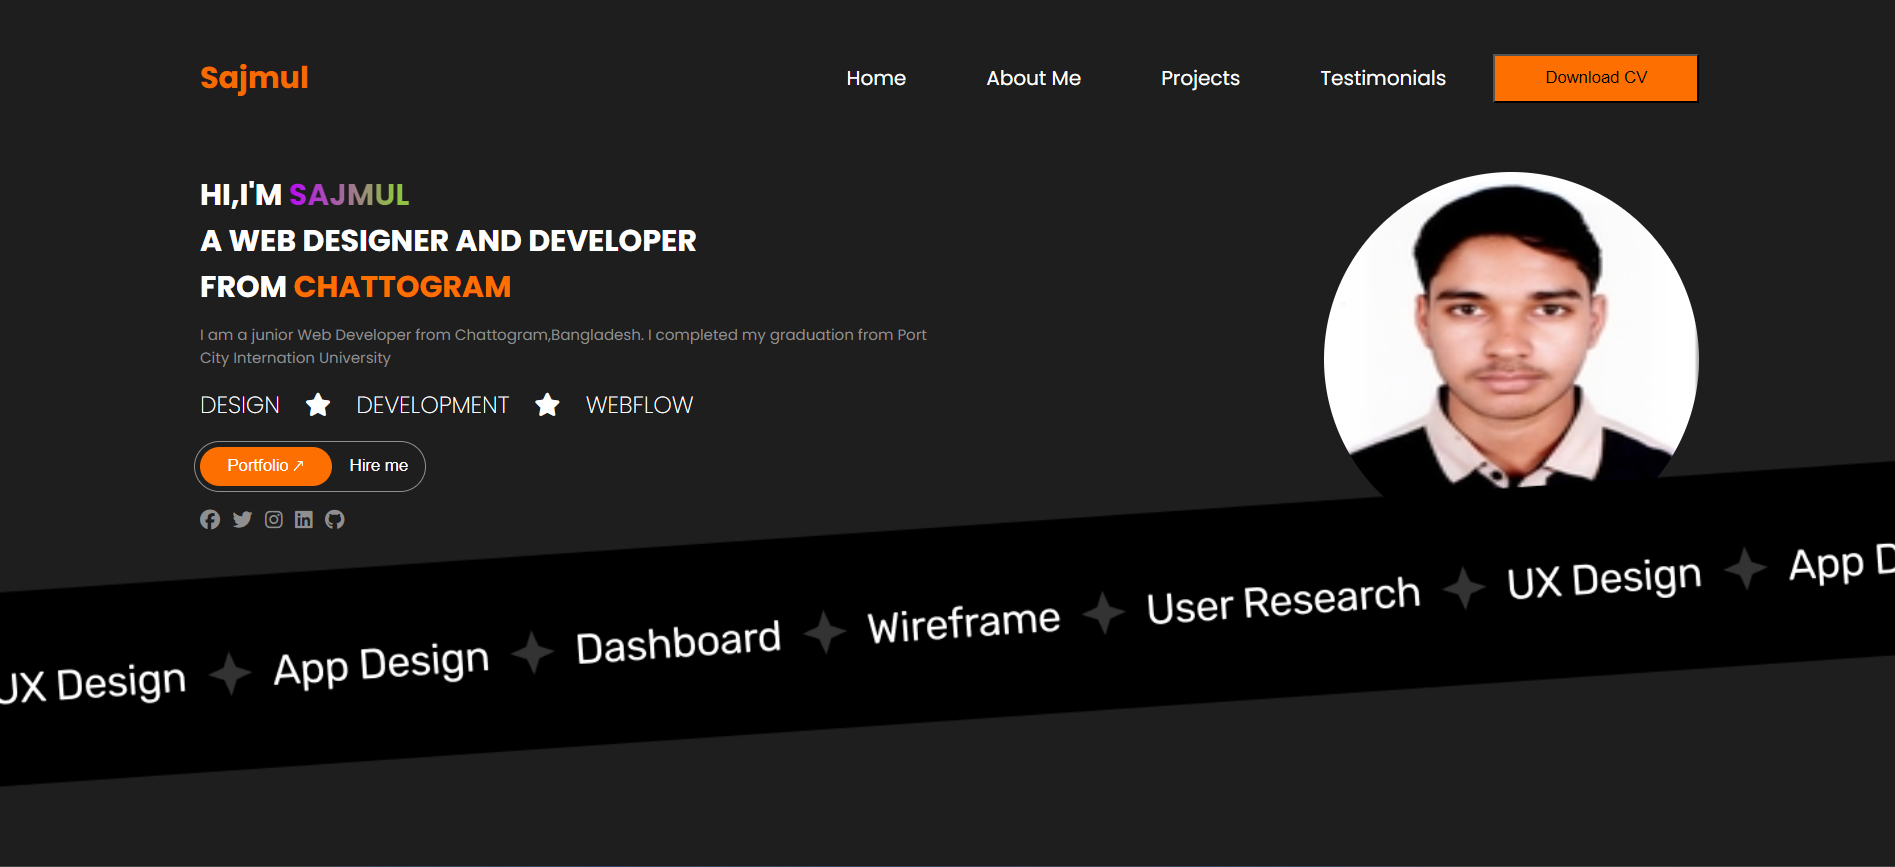 Sajmul
Home About Me Projects Testimonials Download CV
HI,I'M SAJMUL
A WEB DESIGNER AND DEVELOPER
FROM CHATTOGRAM
I am a junior Web Developer from Chattogram,Bangladesh. I completed my graduation from Port
City Internation University
DESIGN DEVELOPMENT WEBFLOW
Portfolio ↗ Hire me
UX Design App Design Dashboard Wireframe User Research UX Design App D